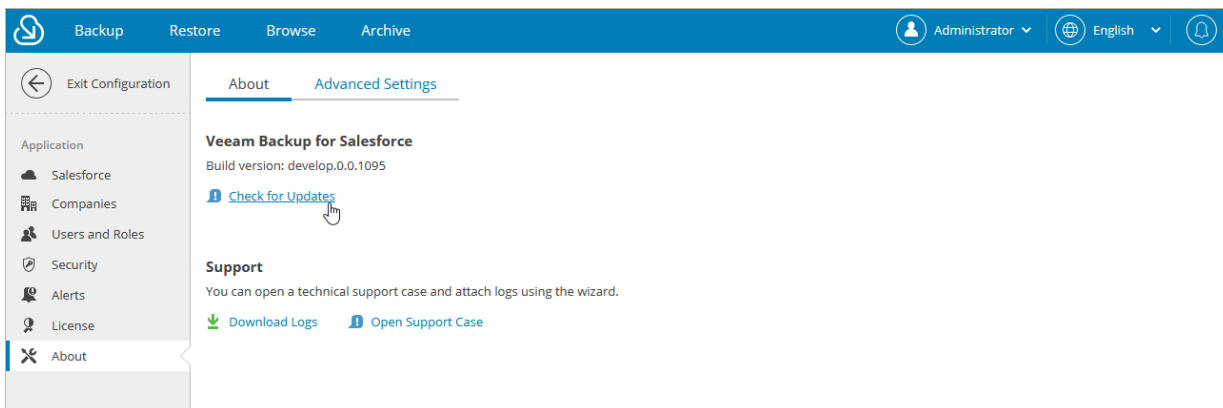 Backup Restore Browse Archive Administrator English
Exit Configuration
About Advanced Settings
Application
Salesforce
Companies
Users and Roles
Security
Alerts
License
About
Veeam Backup for Salesforce
Build version: develop.0.0.1095
Check for Updates
Support
You can open a technical support case and attach logs using the wizard.
Download Logs Open Support Case